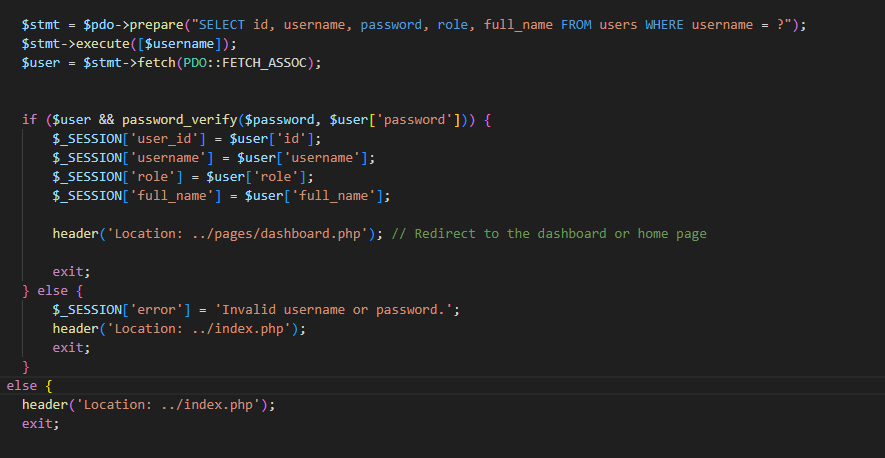 $stmt = $pdo->prepare("SELECT id, username, password, role, full_name FROM users WHERE username = ?");
$stmt->execute([$username]);
$user = $stmt->fetch(PDO::FETCH_ASSOC);
if ($user && password_verify($password, $user['password'])) {
$_SESSION['user_id'] = $user['id'];
$_SESSION['username'] = $user['username'];
$_SESSION['role'] = $user['role'];
$_SESSION['full_name'] = $user['full_name'];
header('Location: ../pages/dashboard.php'); // Redirect to the dashboard or home page
exit;
} else {
$_SESSION['error'] = 'Invalid username or password.';
header('Location: ../index.php');
exit;
}
else {
header('Location: ../index.php');
exit;